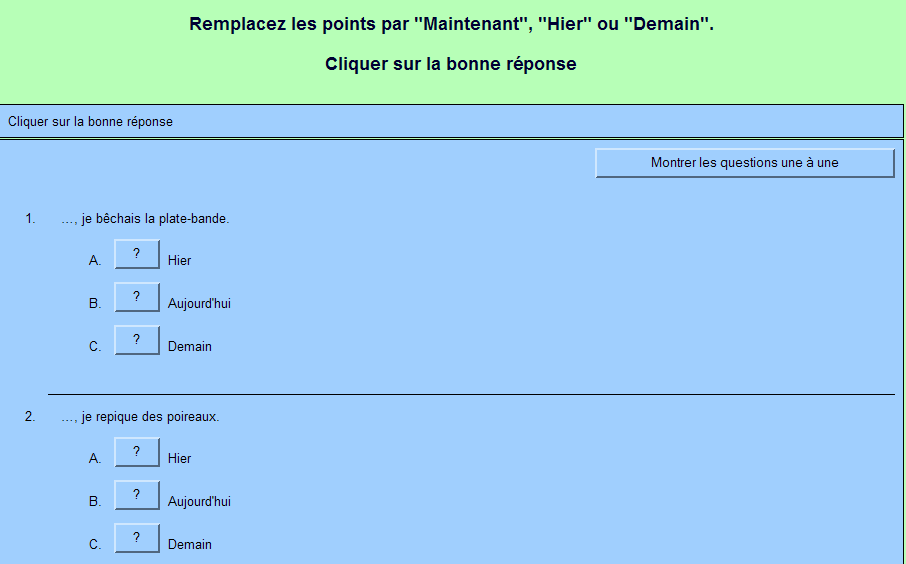 Remplacez les points par "Maintenant", "Hier" ou "Demain".
Cliquer sur la bonne réponse
Cliquer sur la bonne réponse
Montrer les questions une à une
1. ..., je bêchais la plate-bande.
A. ? Hier
B. ? Aujourd'hui
C. ? Demain
2. ..., je repique des poireaux.
A. ? Hier
B. ? Aujourd'hui
C. ? Demain